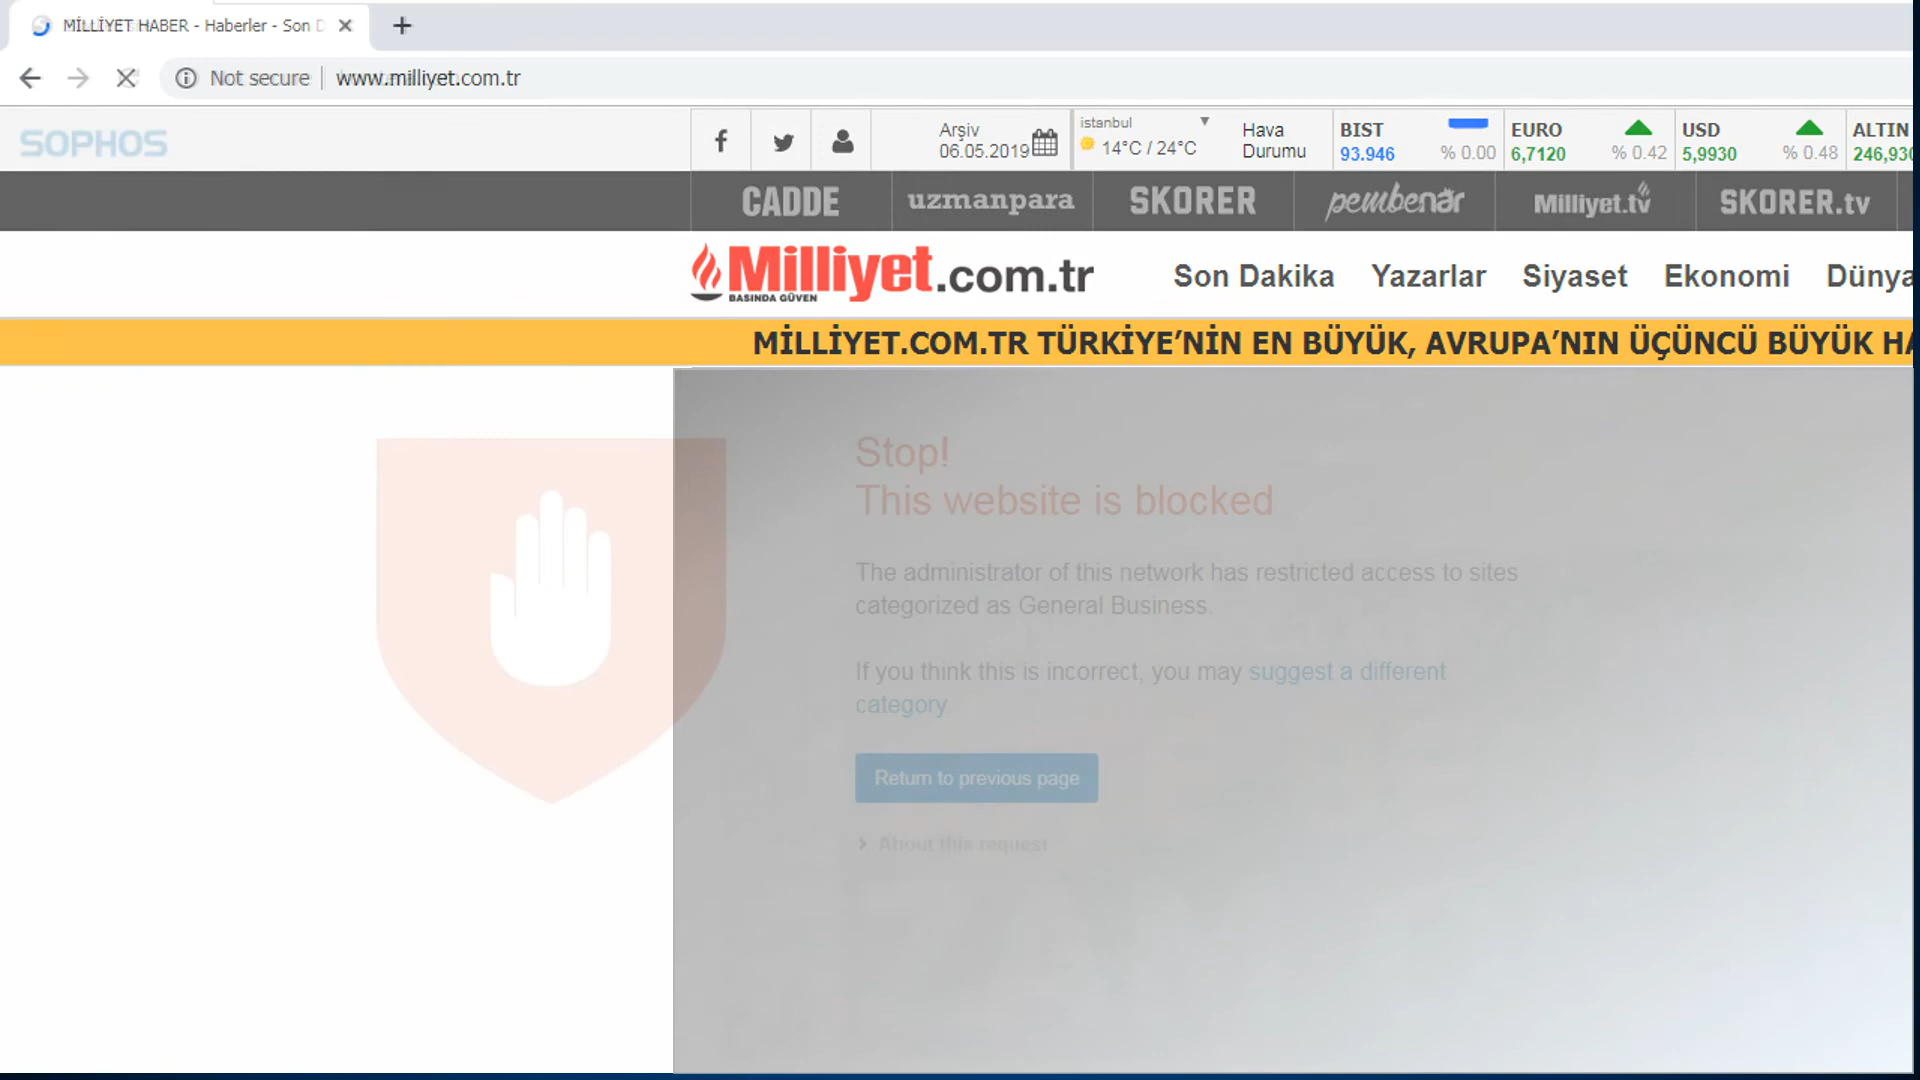 MİLLİYET HABER - Haberler - Son D
Not secure
www.milliyet.com.tr
SOPHOS
Arşiv
06.05.2019
istanbul
14°C / 24°C
Hava
Durumu
BIST
93.946
% 0.00
EURO
6,7120
% 0.42
USD
5,9930
% 0.48
ALTIN
246,930
CADDE
uzmanpara
SKORER
pembenar
Milliyet.tv
SKORER.tv
Milliyet.com.tr
BASINDA GÜVEN
Son Dakika
Yazarlar
Siyaset
Ekonomi
Dünya
MİLLİYET.COM.TR TÜRKİYE’NİN EN BÜYÜK, AVRUPA’NIN ÜÇÜNCÜ BÜYÜK HA
Stop!
This website is blocked
The administrator of this network has restricted access to sites
categorized as General Business.
If you think this is incorrect, you may suggest a different
category
Return to previous page
About this request